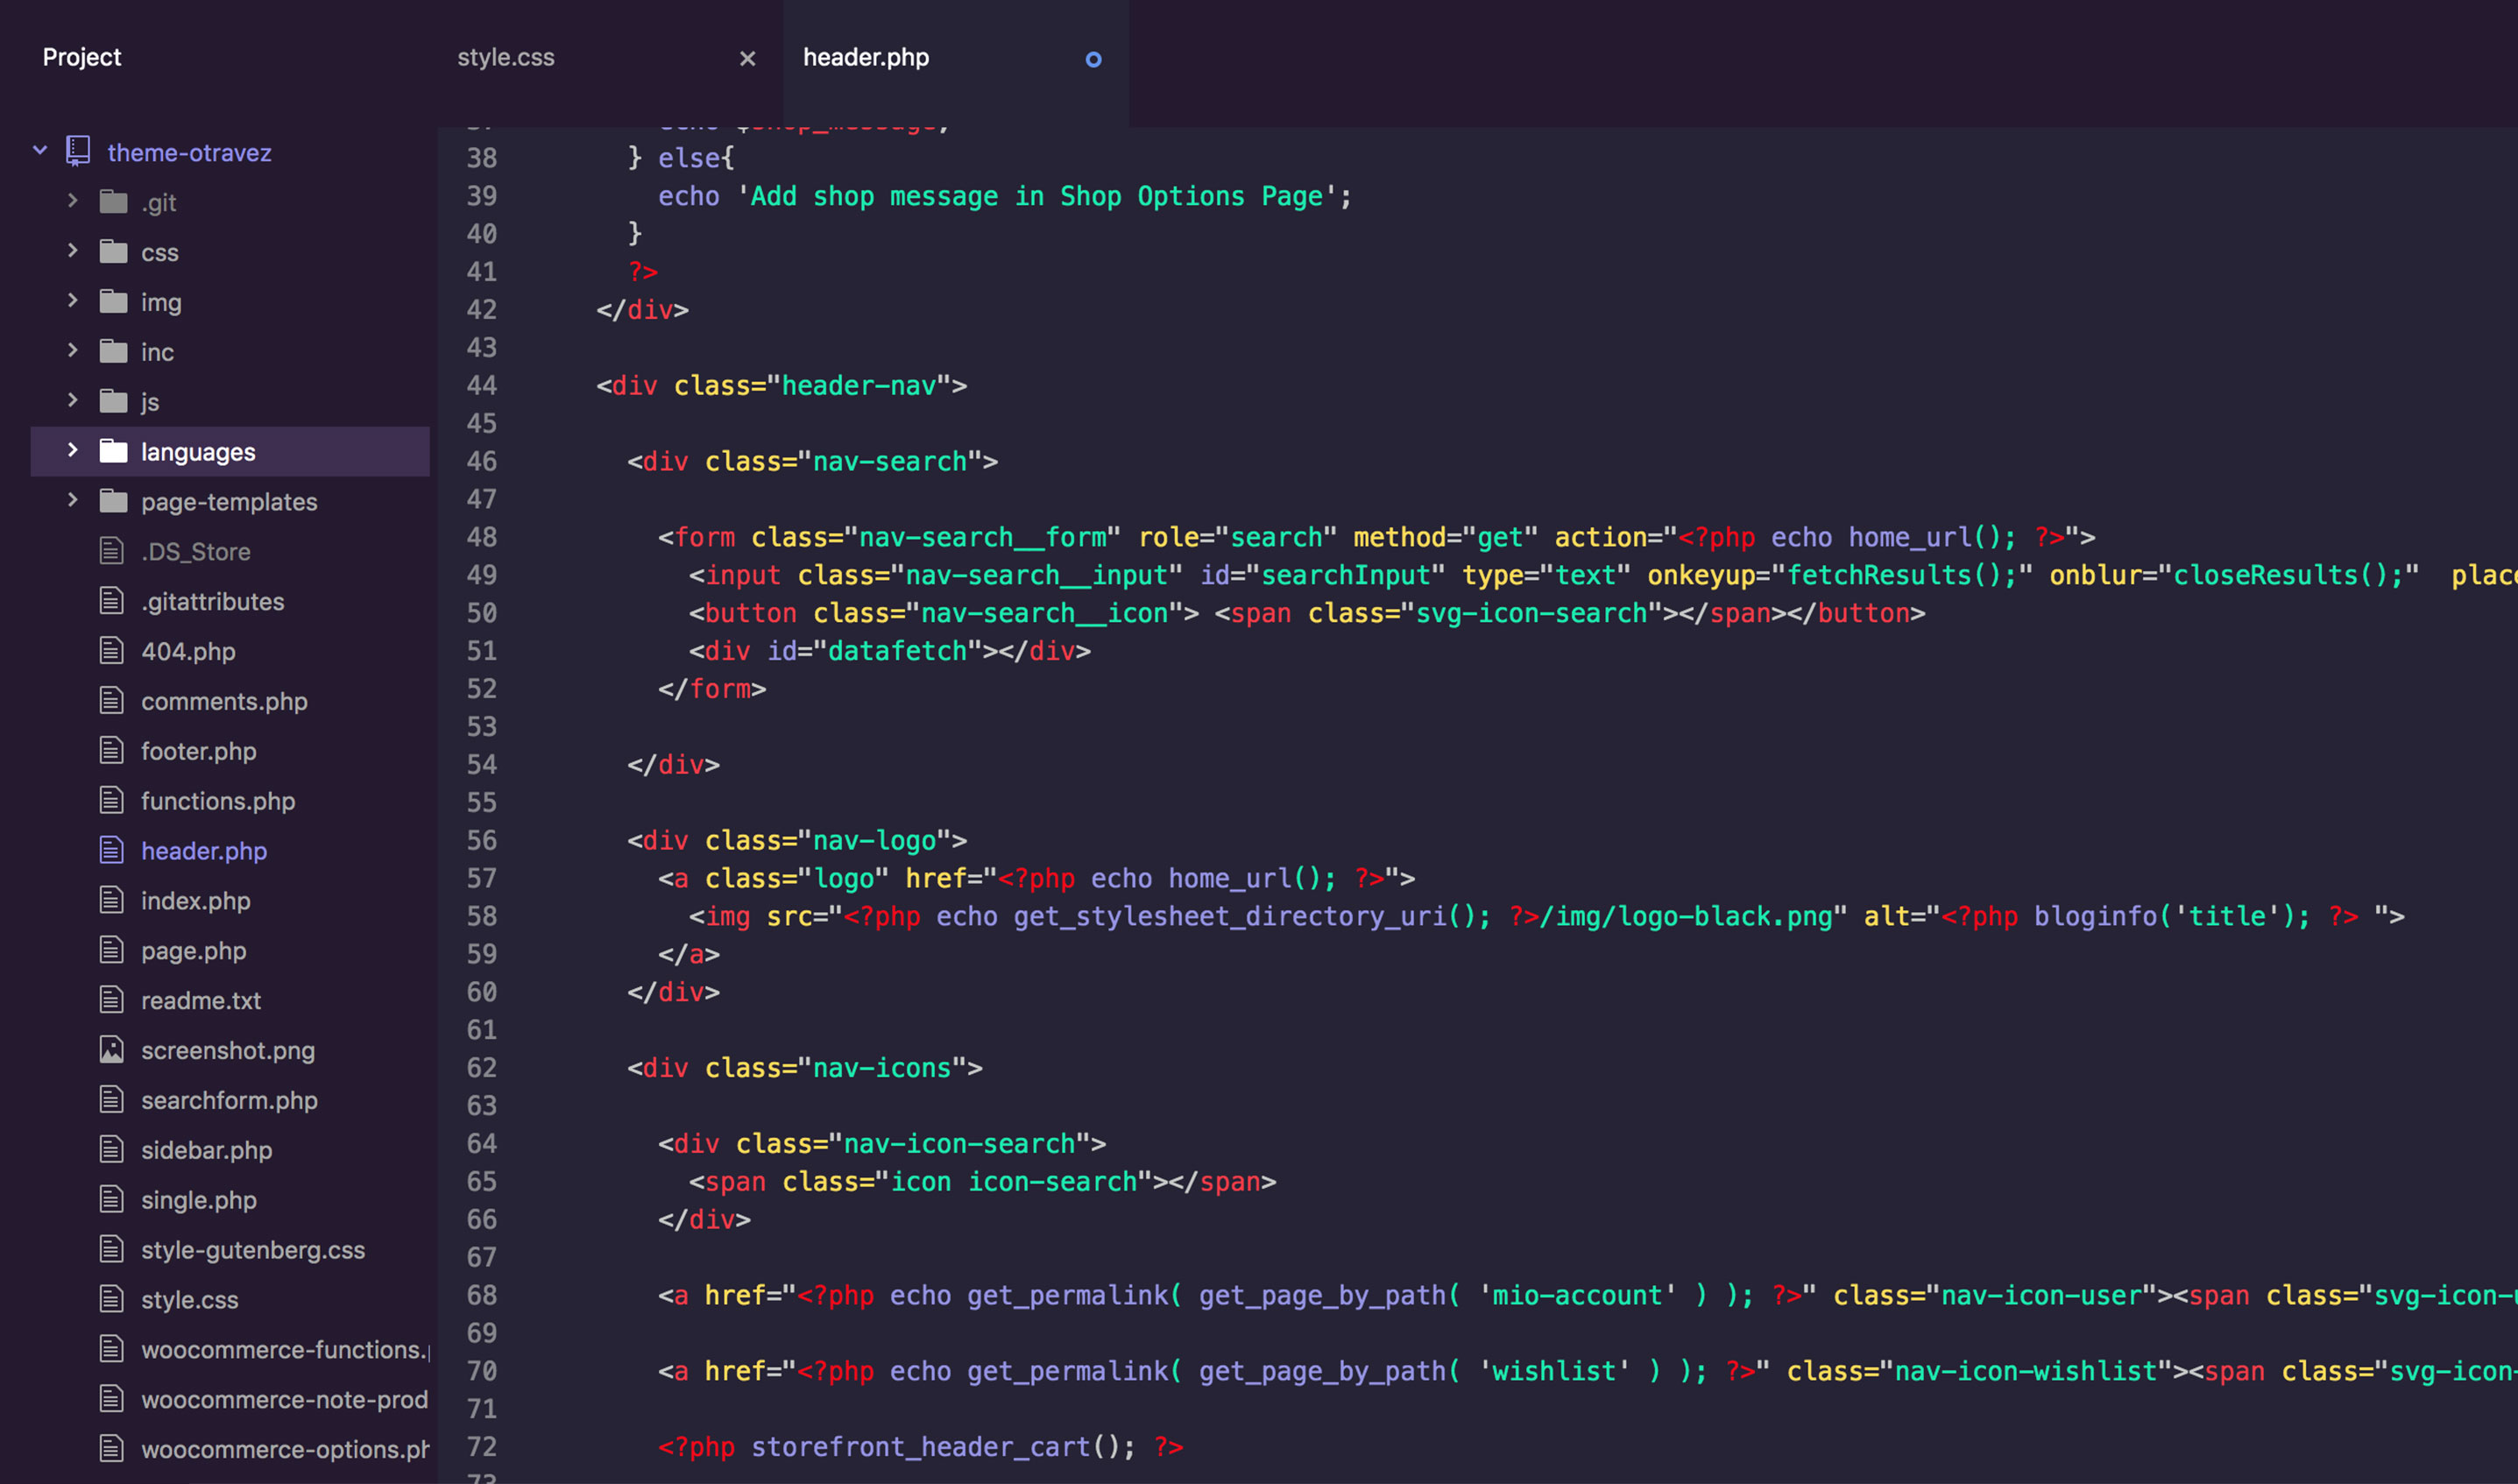 Project
style.css
header.php
theme-otravez
.git
css
img
inc
js
languages
page-templates
.DS_Store
.gitattributes
404.php
comments.php
footer.php
functions.php
header.php
index.php
page.php
readme.txt
screenshot.png
searchform.php
sidebar.php
single.php
style-gutenberg.css
style.css
woocommerce-functions.
woocommerce-note-prod
woocommerce-options.ph
38 } else{
39 echo 'Add shop message in Shop Options Page';
40 }
41 ?>
42 </div>
43
44 <div class="header-nav">
45
46 <div class="nav-search">
47
48 <form class="nav-search__form" role="search" method="get" action="<?php echo home_url(); ?>">
49 <input class="nav-search__input" id="searchInput" type="text" onkeyup="fetchResults();" onblur="closeResults();" plac
50 <button class="nav-search__icon"> <span class="svg-icon-search"></span></button>
51 <div id="datafetch"></div>
52 </form>
53
54 </div>
55
56 <div class="nav-logo">
57 <a class="logo" href="<?php echo home_url(); ?>">
58 <img src="<?php echo get_stylesheet_directory_uri(); ?>/img/logo-black.png" alt="<?php bloginfo('title'); ?> ">
59 </a>
60 </div>
61
62 <div class="nav-icons">
63
64 <div class="nav-icon-search">
65 <span class="icon icon-search"></span>
66 </div>
67
68 <a href="<?php echo get_permalink( get_page_by_path( 'mio-account' ) ); ?>" class="nav-icon-user"><span class="svg-icon-u
69
70 <a href="<?php echo get_permalink( get_page_by_path( 'wishlist' ) ); ?>" class="nav-icon-wishlist"><span class="svg-icon-
71
72 <?php storefront_header_cart(); ?>